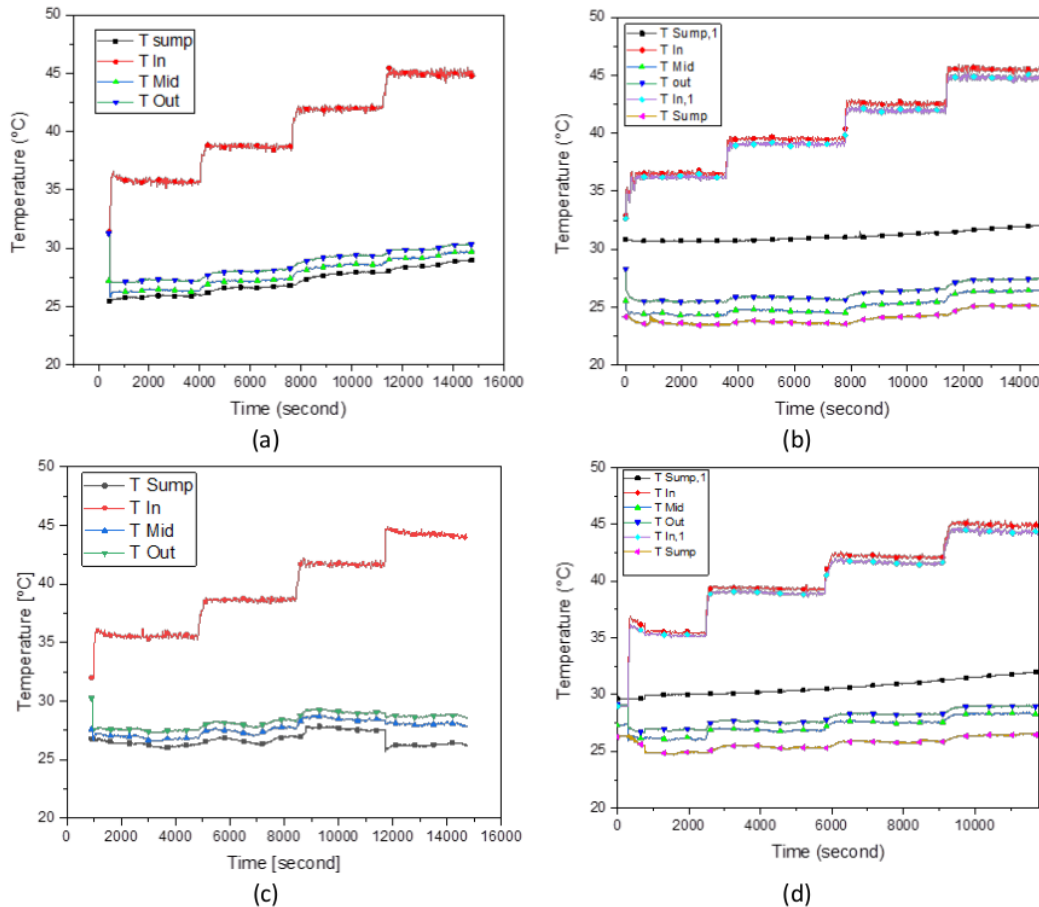 50
45
40
35
30
25
20
Temperature (°C)
T sump
T In
T Mid
T Out
0 2000 4000 6000 8000 10000 12000 14000 16000
Time (second)
(a)
50
45
40
35
30
25
20
Temperature (°C)
T Sump,1
T In
T Mid
T out
T In,1
T Sump
0 2000 4000 6000 8000 10000 12000 14000
Time (second)
(b)
50
45
40
35
30
25
20
Temperature [°C]
T Sump
T In
T Mid
T Out
0 2000 4000 6000 8000 10000 12000 14000 16000
Time [second]
(c)
50
45
40
35
30
25
20
Temperature (°C)
T Sump,1
T In
T Mid
T Out
T In,1
T Sump
0 2000 4000 6000 8000 10000
Time (second)
(d)